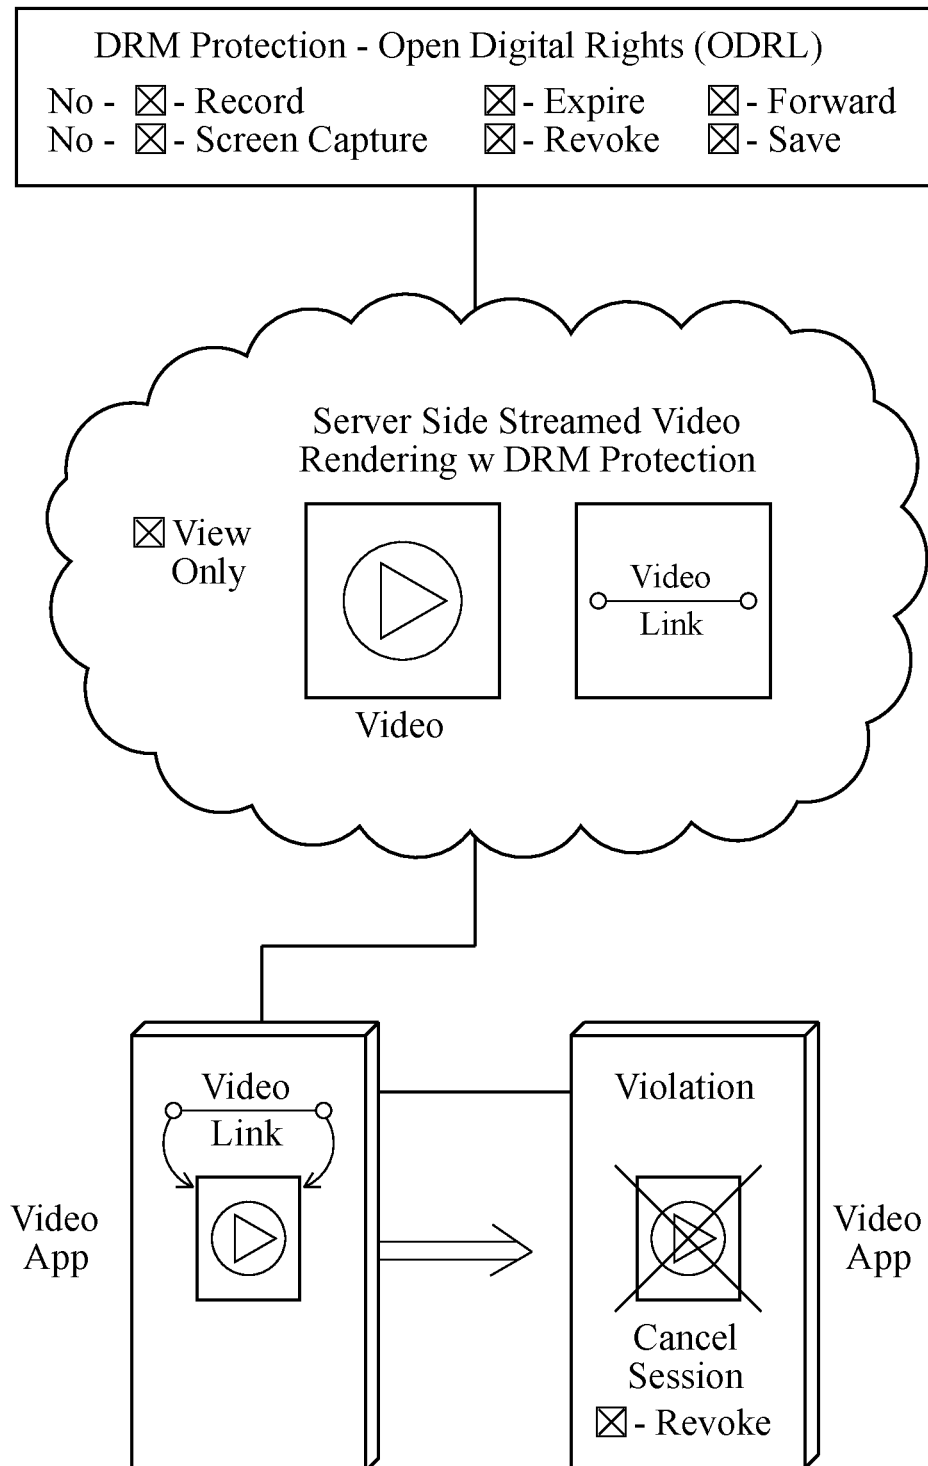 DRM Protection - Open Digital Rights (ODRL)
No - ☒ - Record ☒ - Expire ☒ - Forward
No - ☒ - Screen Capture ☒ - Revoke ☒ - Save
Server Side Streamed Video
Rendering w DRM Protection
☒ View
Only
Video
Link
Video
Video
Link
Violation
Video
App
Video
App
Cancel
Session
☒ - Revoke